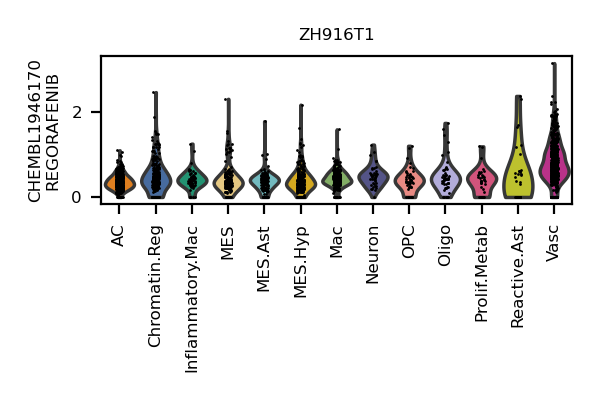 ZH916T1
CHEMBL1946170
REGORAFENIB
2
0
AC
Chromatin.Reg
Inflammatory.Mac
MES
MES.Ast
MES.Hyp
Mac
Neuron
OPC
Oligo
Prolif.Metab
Reactive.Ast
Vasc